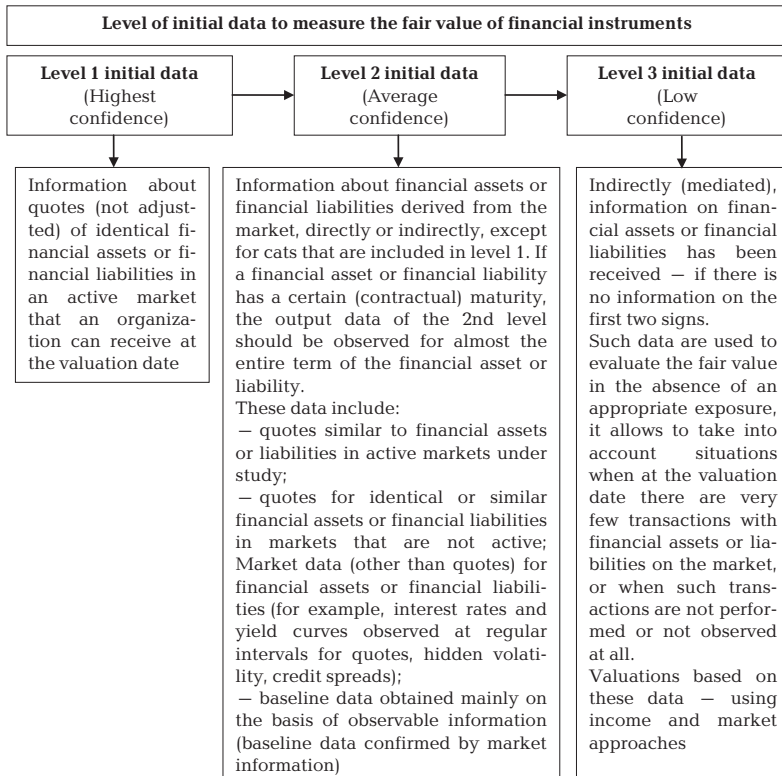 Level of initial data to measure the fair value of financial instruments
Level 1 initial data
(Highest
confidence)
Level 2 initial data
(Average
confidence)
Level 3 initial data
(Low
confidence)
Information about
quotes (not adjust-
ted) of identical fi-
nancial assets or fi-
nancial liabilities in
an active market
that an organiza-
tion can receive at
the valuation date
Information about financial assets or
financial liabilities derived from the
market, directly or indirectly, except
for cats that are included in level 1. If
a financial asset or financial liability
has a certain (contractual) maturity,
the output data of the 2nd level
should be observed for almost the
entire term of the financial asset or
liability.
These data include:
— quotes similar to financial assets
or liabilities in active markets under
study;
— quotes for identical or similar
financial assets or financial liabilities
in markets that are not active;
Market data (other than quotes) for
financial assets or financial liabili-
ties (for example, interest rates and
yield curves observed at regular
intervals for quotes, hidden volati-
lity, credit spreads);
— baseline data obtained mainly on
the basis of observable information
(baseline data confirmed by market
information)
Indirectly (mediated),
information on finan-
cial assets or financial
liabilities has been
received — if there is
no information on the
first two signs.
Such data are used to
evaluate the fair value
in the absence of an
appropriate exposure,
it allows to take into
account situations
when at the valuation
date there are very
few transactions with
financial assets or lia-
bilities on the market,
or when such trans-
actions are not perfor-
med or not observed
at all.
Valuations based on
these data — using
income and market
approaches